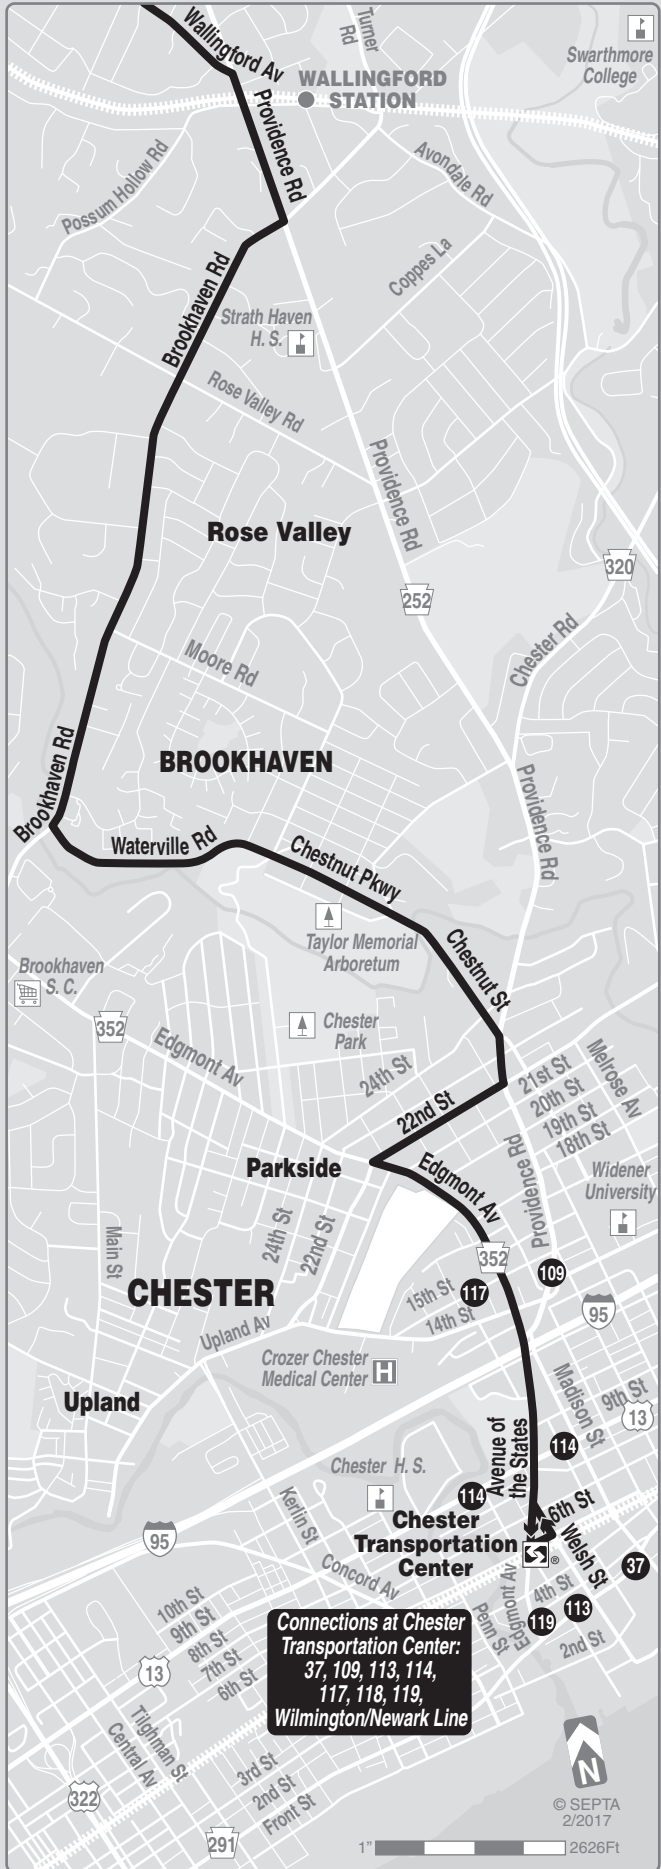 Wallingford Av
Turner
Rd
Swarthmore
College
WALLINGFORD
STATION
Providence Rd
Possum Hollow Rd
Avondale Rd
Coppes La
Brookhaven Rd
Strath Haven
H. S.
Rose Valley Rd
Providence Rd
Rose Valley
320
252
Chester Rd
Moore Rd
Brookhaven Rd
BROOKHAVEN
Providence Rd
Waterville Rd
Chestnut Pkwy
Taylor Memorial
Arboretum
Chestnut St
Brookhaven
S. C.
352
Chester
Park
Edgmont Av
24th St
21st St
20th St
19th St
18th St
Melrose Av
22nd St
Parkside
Edgmont Av
Providence Rd
Widener
University
24th St
22nd St
Main St
352
109
117
CHESTER
15th St
14th St
95
Upland Av
Crozer Chester
Medical Center
H
Upland
Madison St
9th St
13
Avenue of
the States
114
Chester H. S.
114
Kerlin St
6th St
Chester
Transportation
Center
®
Welsh St
95
37
Concord Av
Edgmont Av
4th St
Penn St
119
113
2nd St
10th St
9th St
8th St
7th St
6th St
13
Connections at Chester
Transportation Center:
37, 109, 113, 114,
117, 118, 119,
Wilmington/Newark Line
Tilghman St
Central Av
3rd St
2nd St
Front St
N
322
291
© SEPTA
2/2017
1" 2626Ft